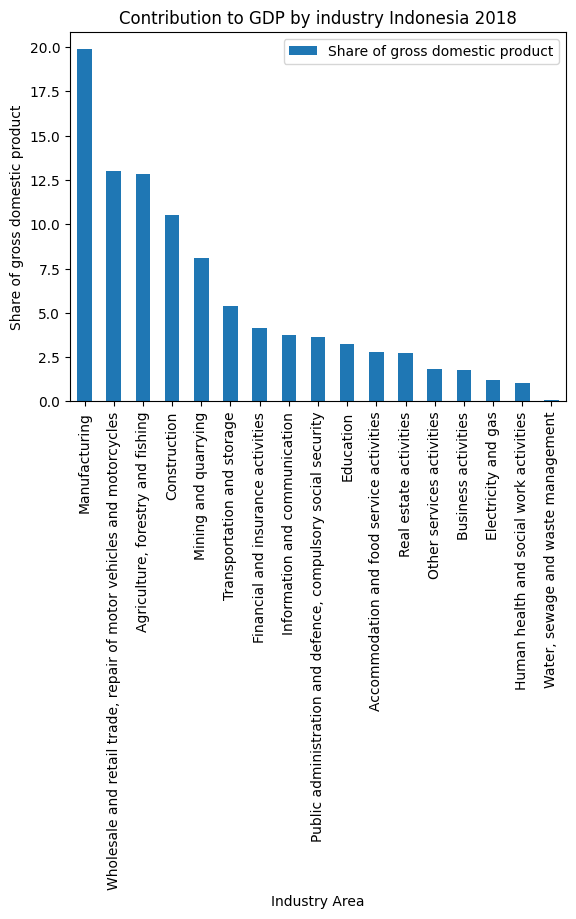 Contribution to GDP by industry Indonesia 2018
Share of gross domestic product
Share of gross domestic product
20.0
17.5
15.0
12.5
10.0
7.5
5.0
2.5
0.0
Manufacturing
Wholesale and retail trade, repair of motor vehicles and motorcycles
Agriculture, forestry and fishing
Construction
Mining and quarrying
Transportation and storage
Financial and insurance activities
Information and communication
Public administration and defence, compulsory social security
Education
Accommodation and food service activities
Real estate activities
Other services activities
Business activities
Electricity and gas
Human health and social work activities
Water, sewage and waste management
Industry Area